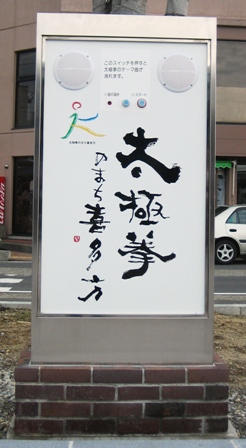 このスイッチを押すと
太極拳のテーマ曲が
流れます。
太極拳
のまち喜多方